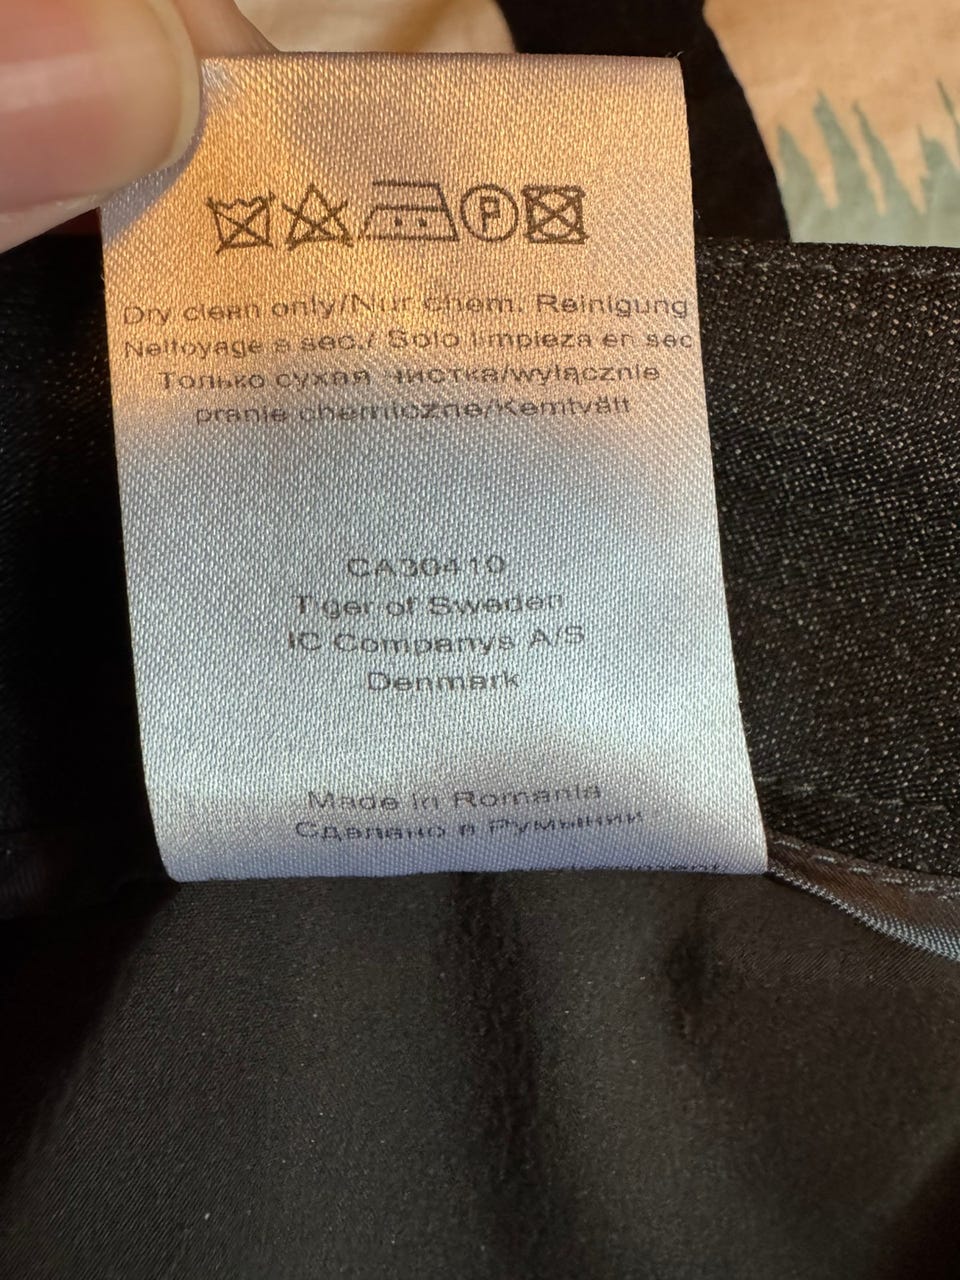 P
Dry clean only/Nur chem. Reinigung
Nettoyage a sec./ Solo limpieza en sec
Только сухая чистка/wyłącznie
pranie chemiczne/Kemtvätt
CA30410
Tiger of Sweden
IC Companys A/S
Denmark
Made in Romania
Сделано в Румынии